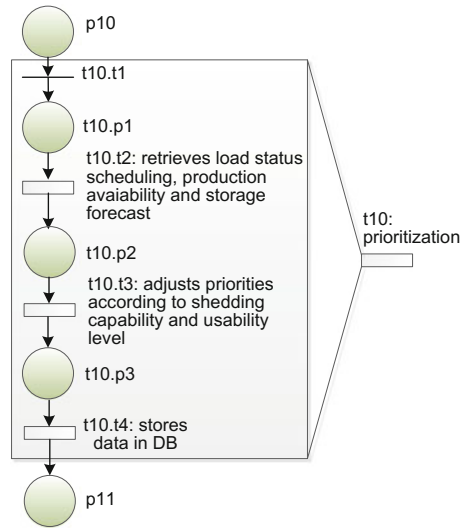 p10
t10.t1
t10.p1
t10.t2: retrieves load status
scheduling, production
avaiability and storage
forecast
t10:
prioritization
t10.p2
t10.t3: adjusts priorities
according to shedding
capability and usability
level
t10.p3
t10.t4: stores
data in DB
p11